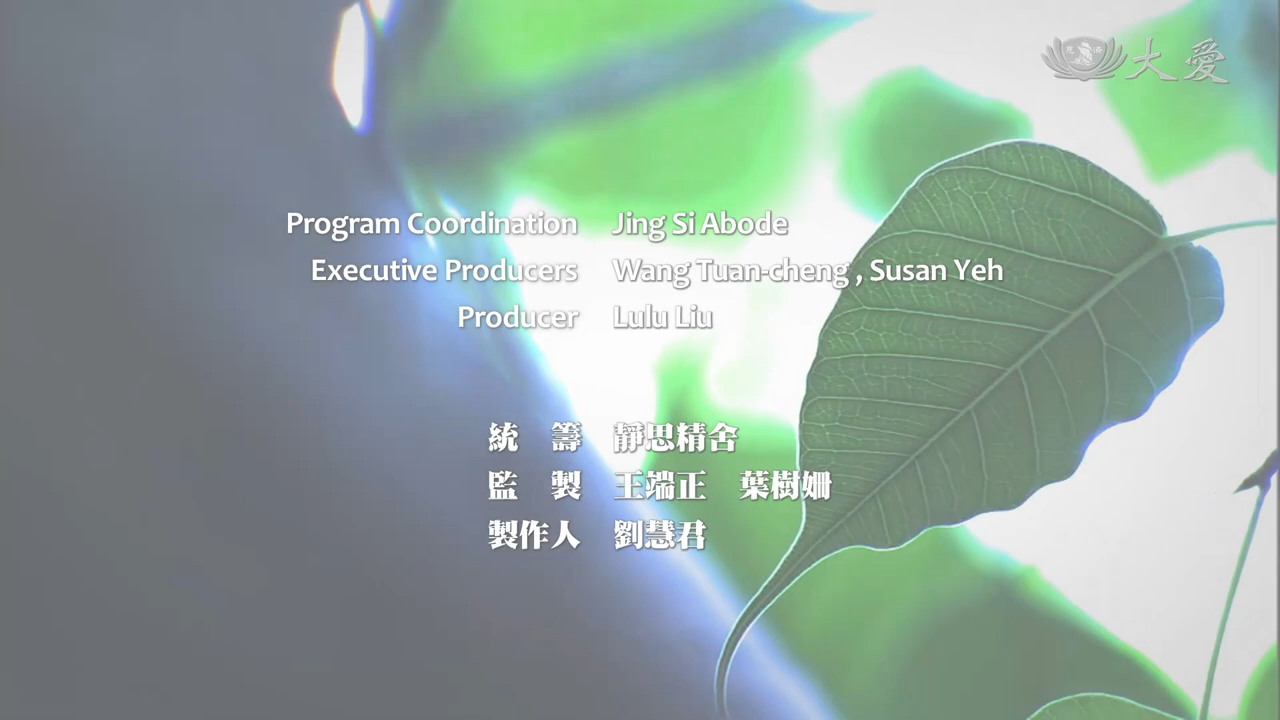 大愛
Program Coordination Jing Si Abode
Executive Producers Wang Tuan-cheng , Susan Yeh
Producer Lulu Liu
統 籌 靜思精舍
監 製 王端正 葉樹姍
製作人 劉慧君